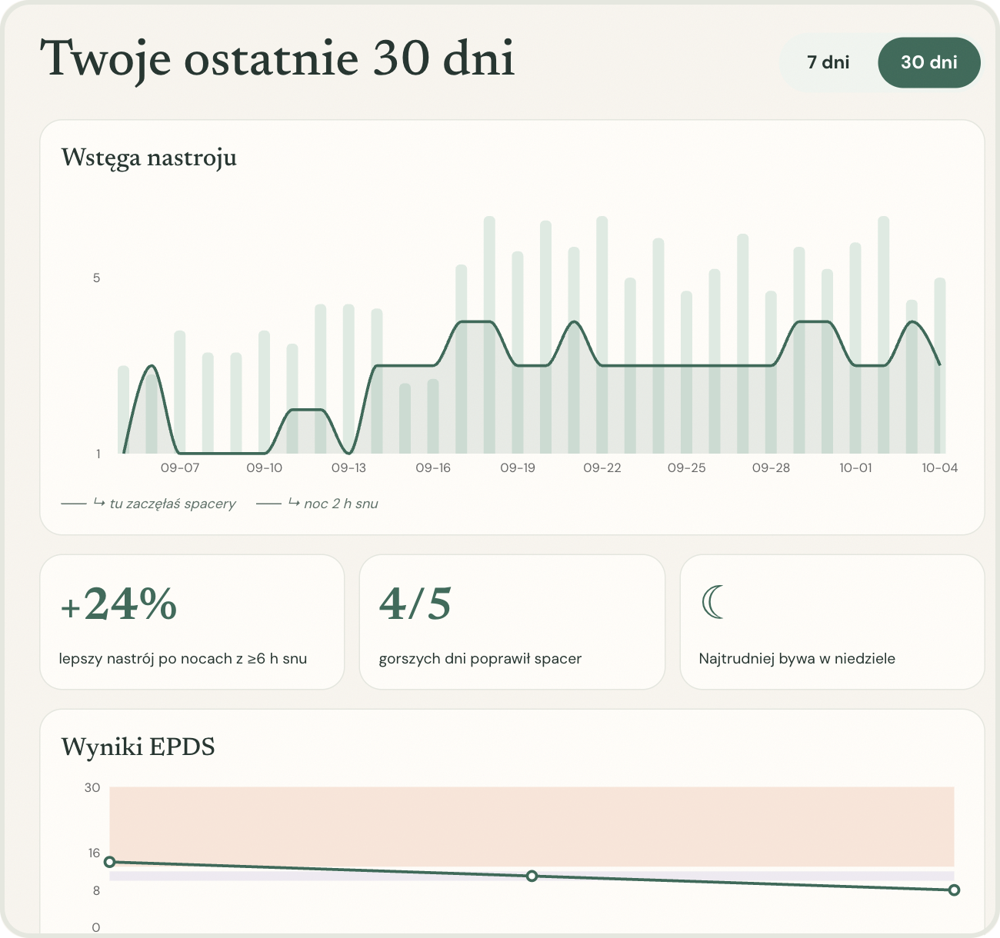 Twoje ostatnie 30 dni
7 dni 30 dni
Wstęga nastroju
5
1
09-07 09-10 09-13 09-16 09-19 09-22 09-25 09-28 10-01 10-04
↳ tu zaczęłaś spacery ↳ noc 2 h snu
+24%
lepszy nastrój po nocach z ≥6 h snu
4/5
gorszych dni poprawił spacer
☾
Najtrudniej bywa w niedziele
Wyniki EPDS
30
16
8
0